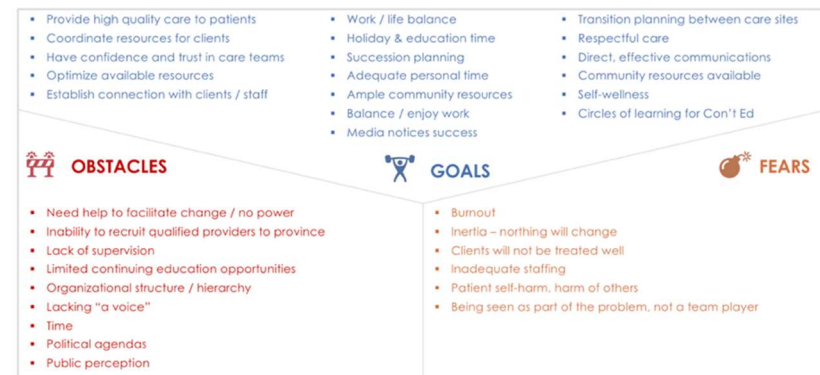 Provide high quality care to patients
Coordinate resources for clients
Have confidence and trust in care teams
Optimize available resources
Establish connection with clients / staff
Work / life balance
Holiday & education time
Succession planning
Adequate personal time
Ample community resources
Balance / enjoy work
Media notices success
Transition planning between care sites
Respectful care
Direct, effective communications
Community resources available
Self-wellness
Circles of learning for Con't Ed
OBSTACLES
GOALS
FEARS
Need help to facilitate change / no power
Inability to recruit qualified providers to province
Lack of supervision
Limited continuing education opportunities
Organizational structure / hierarchy
Lacking "a voice"
Time
Political agendas
Public perception
Burnout
Inertia – northing will change
Clients will not be treated well
Inadequate staffing
Patient self-harm, harm of others
Being seen as part of the problem, not a team player